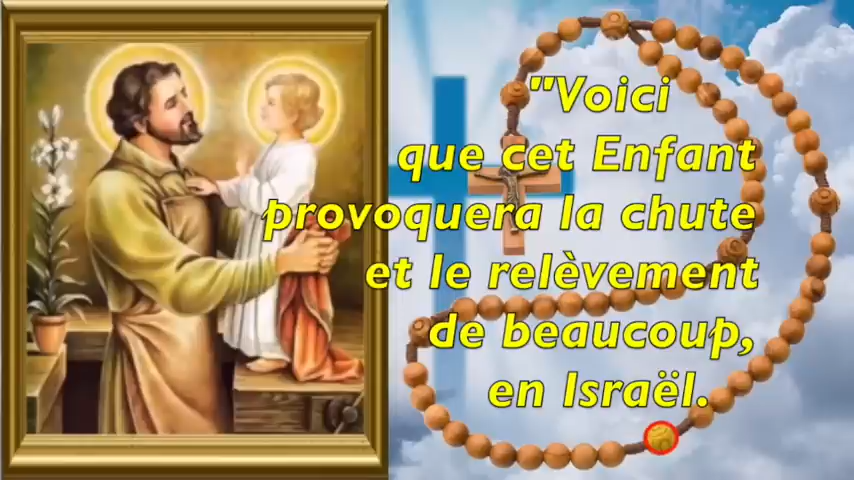 "Voici
que cet Enfant
provoquera la chute
et le relèvement
de beaucoup,
en Israël.